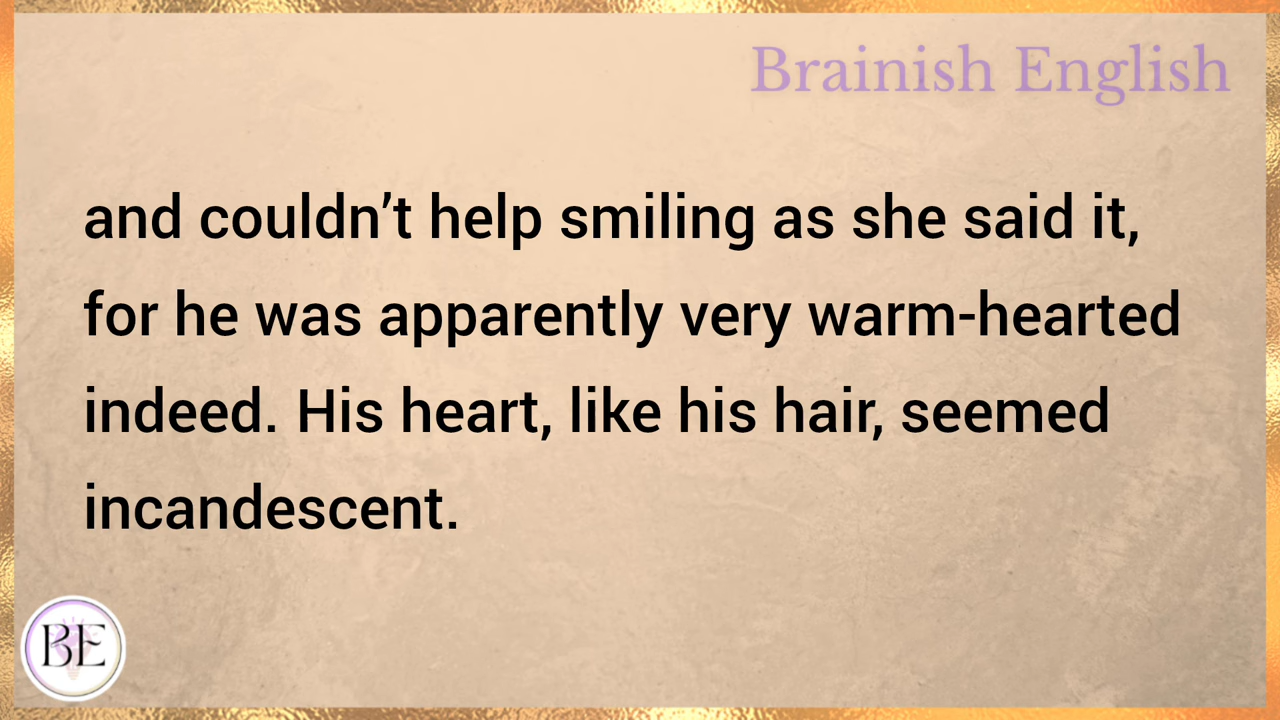 Brainish English
and couldn’t help smiling as she said it,
for he was apparently very warm-hearted
indeed. His heart, like his hair, seemed
incandescent.
BE